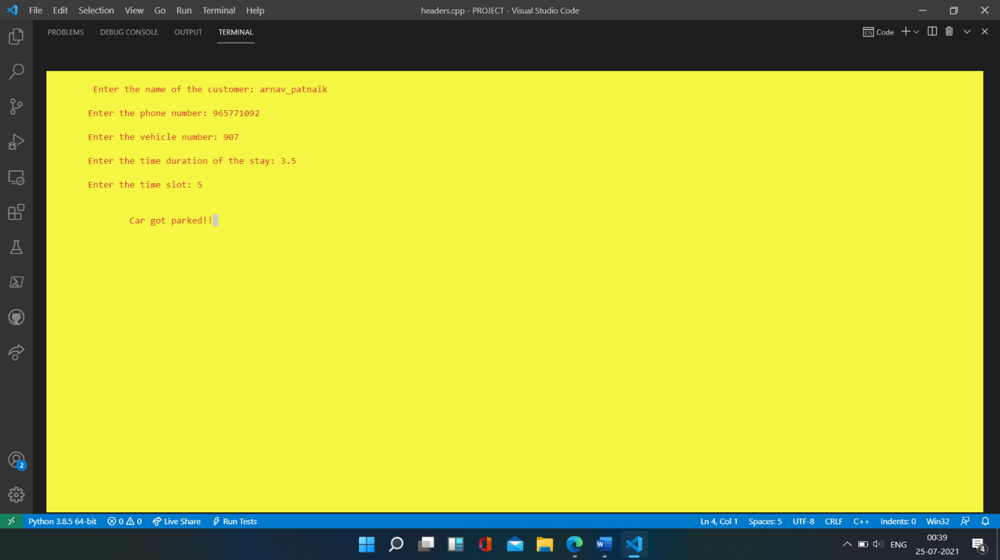 File Edit Selection View Go Run Terminal Help
headers.cpp - PROJECT - Visual Studio Code
PROBLEMS DEBUG CONSOLE OUTPUT TERMINAL
Code
Enter the name of the customer: arnav_patnaik
Enter the phone number: 965771092
Enter the vehicle number: 907
Enter the time duration of the stay: 3.5
Enter the time slot: 5
Car got parked!!
2
Python 3.8.5 64-bit 0 0 Live Share Run Tests
Ln 4, Col 1 Spaces: 5 UTF-8 CRLF C++ Indents: 0 Win32
W
ENG
00:39
25-07-2021
4